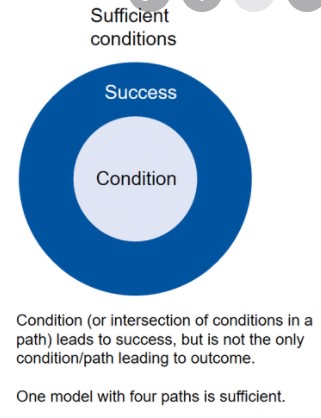 Sufficient
conditions
Success
Condition
Condition (or intersection of conditions in a
path) leads to success, but is not the only
condition/path leading to outcome.
One model with four paths is sufficient.